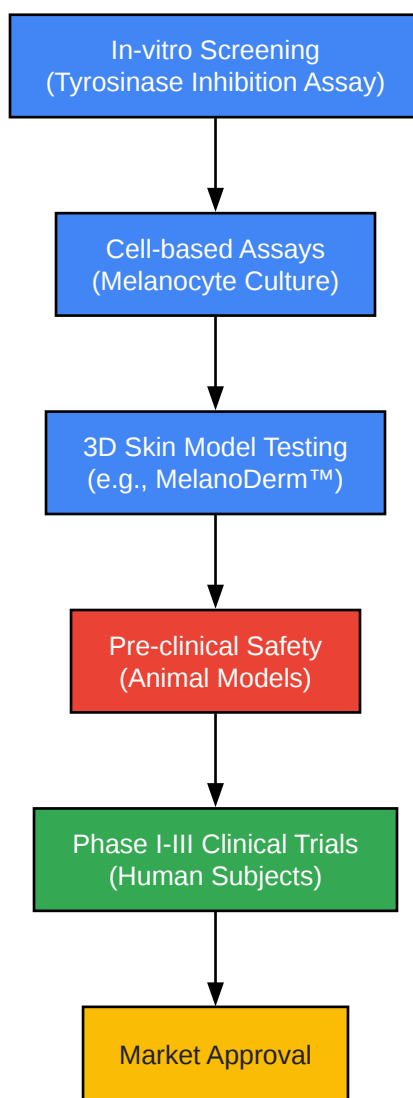 In-vitro Screening
(Tyrosinase Inhibition Assay)
Cell-based Assays
(Melanocyte Culture)
3D Skin Model Testing
(e.g., MelanoDerm™)
Pre-clinical Safety
(Animal Models)
Phase I-III Clinical Trials
(Human Subjects)
Market Approval